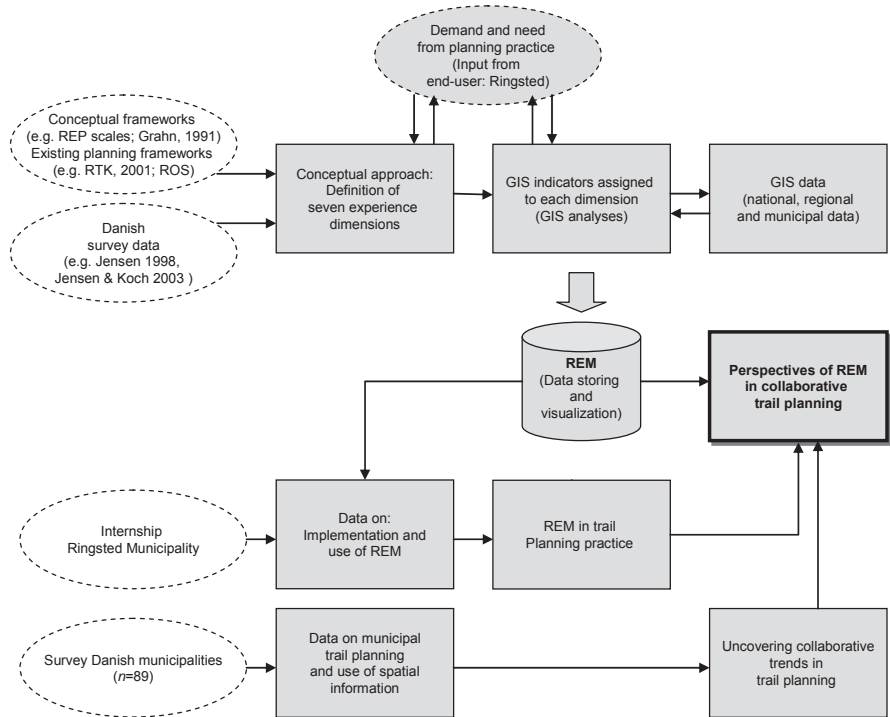 Demand and need
from planning practice
(Input from
end-user: Ringsted)
Conceptual frameworks
(e.g. REP scales; Grahn, 1991)
Existing planning frameworks
(e.g. RTK, 2001; ROS)
Danish
survey data
(e.g. Jensen 1998,
Jensen & Koch 2003 )
Conceptual approach:
Definition of
seven experience
dimensions
GIS indicators assigned
to each dimension
(GIS analyses)
GIS data
(national, regional
and municipal data)
REM
(Data storing
and
visualization)
Perspectives of REM
in collaborative
trail planning
Internship
Ringsted Municipality
Data on:
Implementation and
use of REM
REM in trail
Planning practice
Survey Danish municipalities
(n=89)
Data on municipal
trail planning
and use of spatial
information
Uncovering collaborative
trends in
trail planning